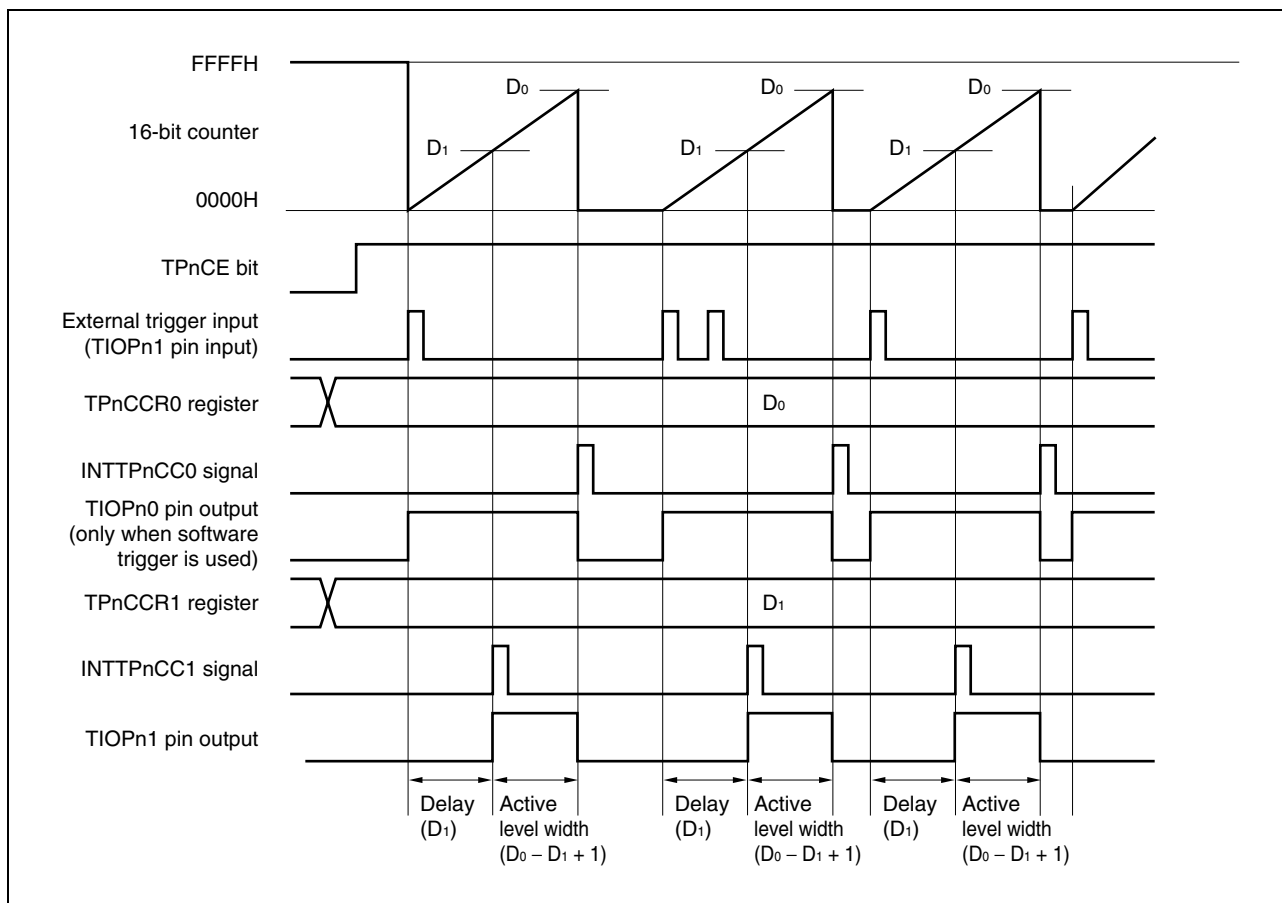 FFFFH
D0 D0 D0
16-bit counter
D1 D1 D1
0000H
TPnCE bit
External trigger input
(TIOPn1 pin input)
TPnCCR0 register
D0
INTTPnCC0 signal
TIOPn0 pin output
(only when software
trigger is used)
TPnCCR1 register
D1
INTTPnCC1 signal
TIOPn1 pin output
Delay
(D1)
Active
level width
(D0 – D1 + 1)
Delay
(D1)
Active
level width
(D0 – D1 + 1)
Delay
(D1)
Active
level width
(D0 – D1 + 1)